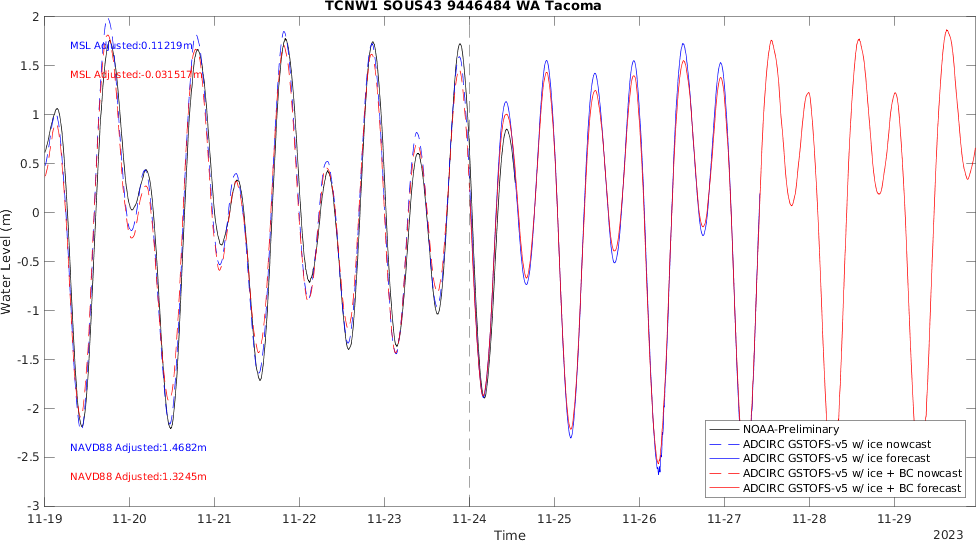 TCNW1 SOUS43 9446484 WA Tacoma
2
1.5
1
0.5
0
-0.5
-1
-1.5
-2
-2.5
-3
Water Level (m)
MSL Adjusted:0.11219m
MSL Adjusted:-0.031517m
NAVD88 Adjusted:1.4682m
NAVD88 Adjusted:1.3245m
NOAA-Preliminary
ADCIRC GSTOFS-v5 w/ ice nowcast
ADCIRC GSTOFS-v5 w/ ice forecast
ADCIRC GSTOFS-v5 w/ ice + BC nowcast
ADCIRC GSTOFS-v5 w/ ice + BC forecast
11-19 11-20 11-21 11-22 11-23 11-24 11-25 11-26 11-27 11-28 11-29
Time
2023